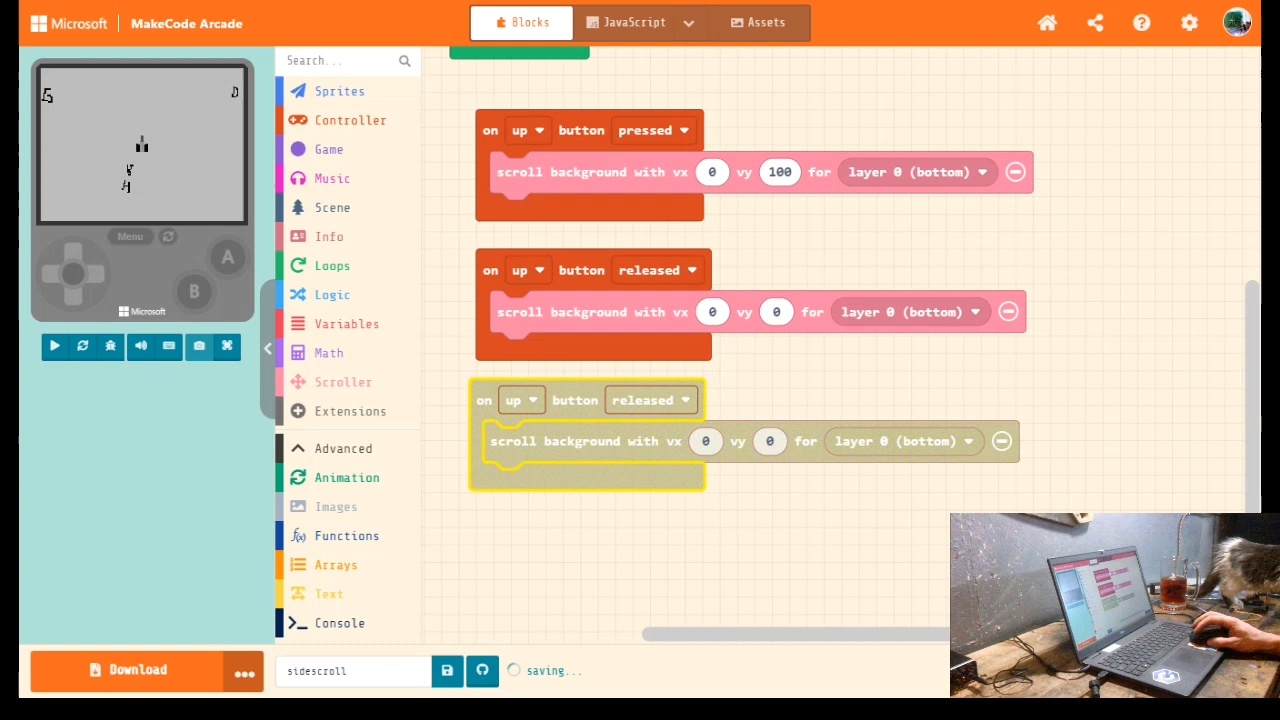 Microsoft | MakeCode Arcade
Blocks
JavaScript
Assets
Search...
Sprites
Controller
Game
Music
Scene
Info
Loops
Logic
Variables
Math
Scroller
Extensions
Advanced
Animation
Images
Functions
Arrays
Text
Console
Menu
A
B
Microsoft
on up button pressed
scroll background with vx 0 vy 100 for layer 0 (bottom)
on up button released
scroll background with vx 0 vy 0 for layer 0 (bottom)
on up button released
scroll background with vx 0 vy 0 for layer 0 (bottom)
Download
sidescroll
saving...